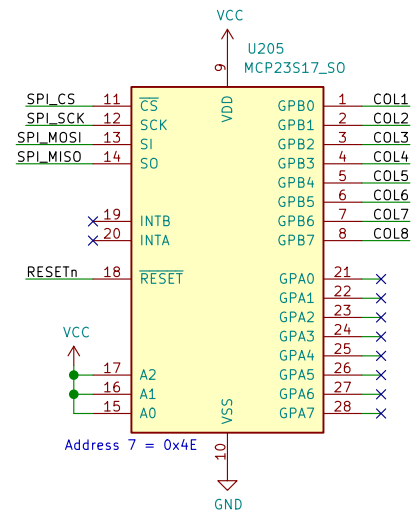 VCC
U205
MCP23S17_SO
9
VDD
SPI_CS 11 CS GPB0 1 COL1
SPI_SCK 12 SCK GPB1 2 COL2
SPI_MOSI 13 SI GPB2 3 COL3
SPI_MISO 14 SO GPB3 4 COL4
GPB4 5 COL5
GPB5 6 COL6
19 INTB GPB6 7 COL7
20 INTA GPB7 8 COL8
RESETn 18 RESET GPA0 21
GPA1 22
GPA2 23
VCC GPA3 24
GPA4 25
17 A2 GPA5 26
16 A1 GPA6 27
15 A0 GPA7 28
VSS
Address 7 = 0x4E
10
GND